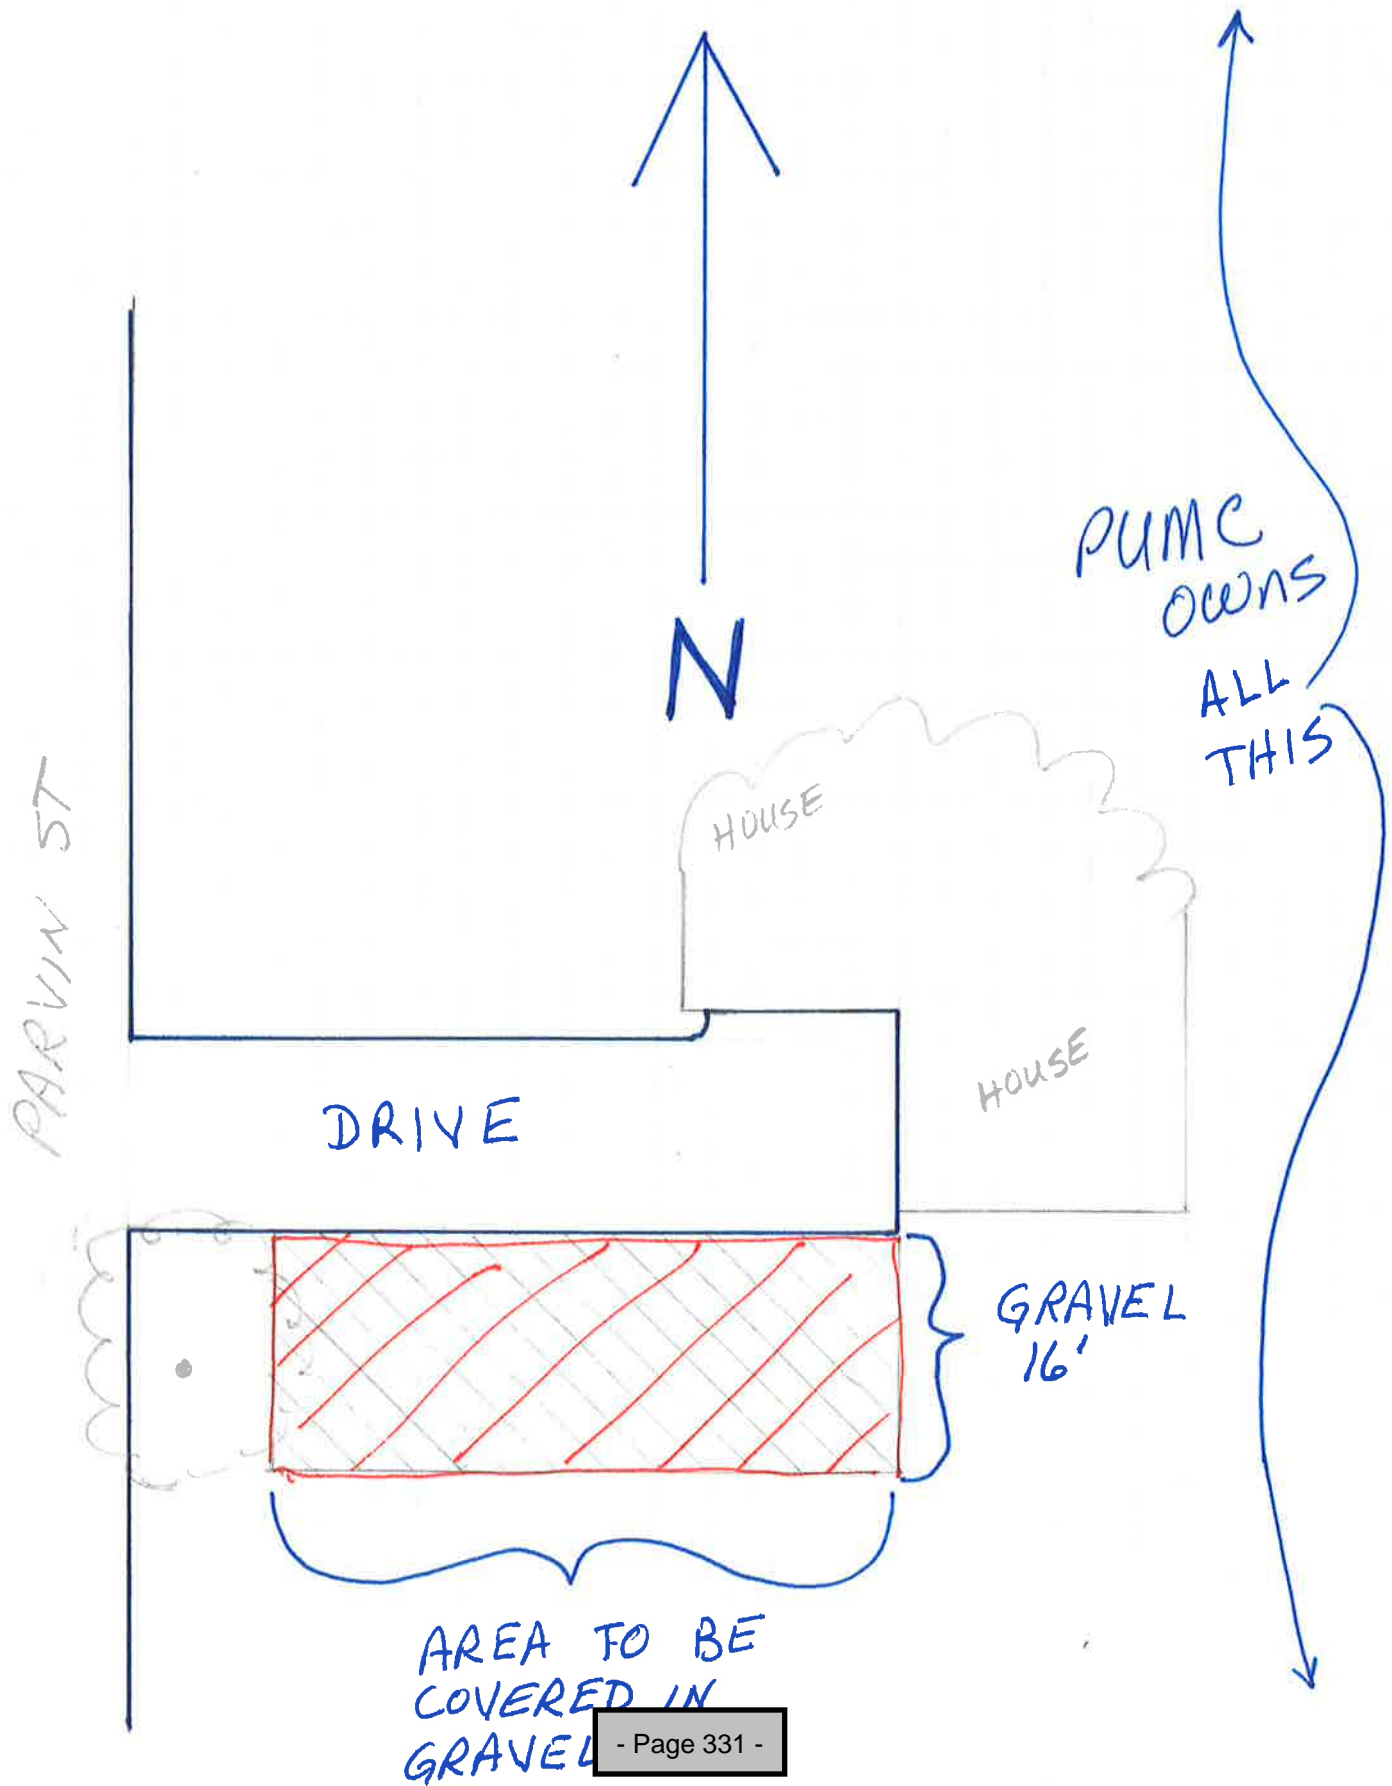 N
PUMC
OWNS
ALL
THIS
HOUSE
PARVIN ST
HOUSE
DRIVE
GRAVEL
16'
AREA TO BE
COVERED IN
GRAVEL
- Page 331 -